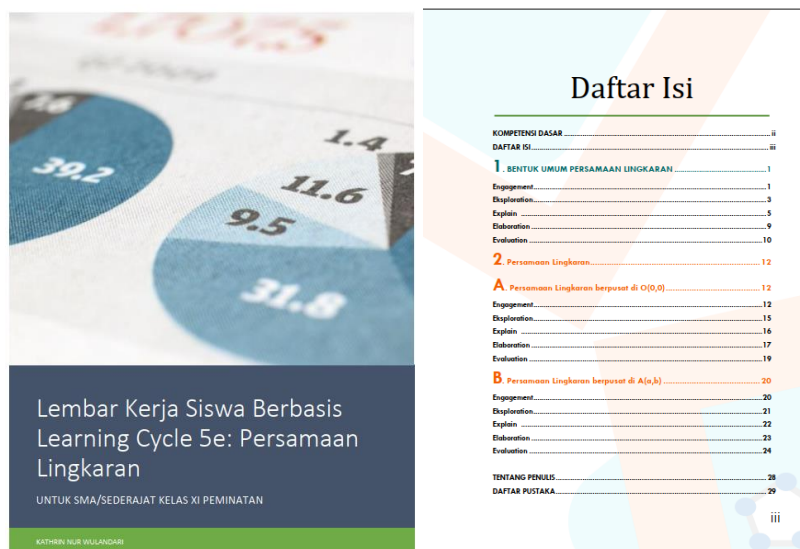 39.2
1.4
11.6
9.5
31.8
Lembar Kerja Siswa Berbasis
Learning Cycle 5e: Persamaan
Lingkaran
UNTUK SMA/SEDERAJAT KELAS XI PEMINATAN
KATHRIN NUR WULANDARI
Daftar Isi
KOMPETENSI DASAR ii
DAFTAR ISI iii
1. BENTUK UMUM PERSAMAAN LINGKARAN 1
Engagement 1
Eksploration 3
Explain 5
Elaboration 9
Evaluation 10
2. Persamaan Lingkaran 12
A. Persamaan Lingkaran berpusat di O(0,0) 12
Engagement 12
Eksploration 15
Explain 16
Elaboration 17
Evaluation 19
B. Persamaan Lingkaran berpusat di A(a,b) 20
Engagement 20
Eksploration 21
Explain 22
Elaboration 23
Evaluation 24
TENTANG PENULIS 28
DAFTAR PUSTAKA 29
iii